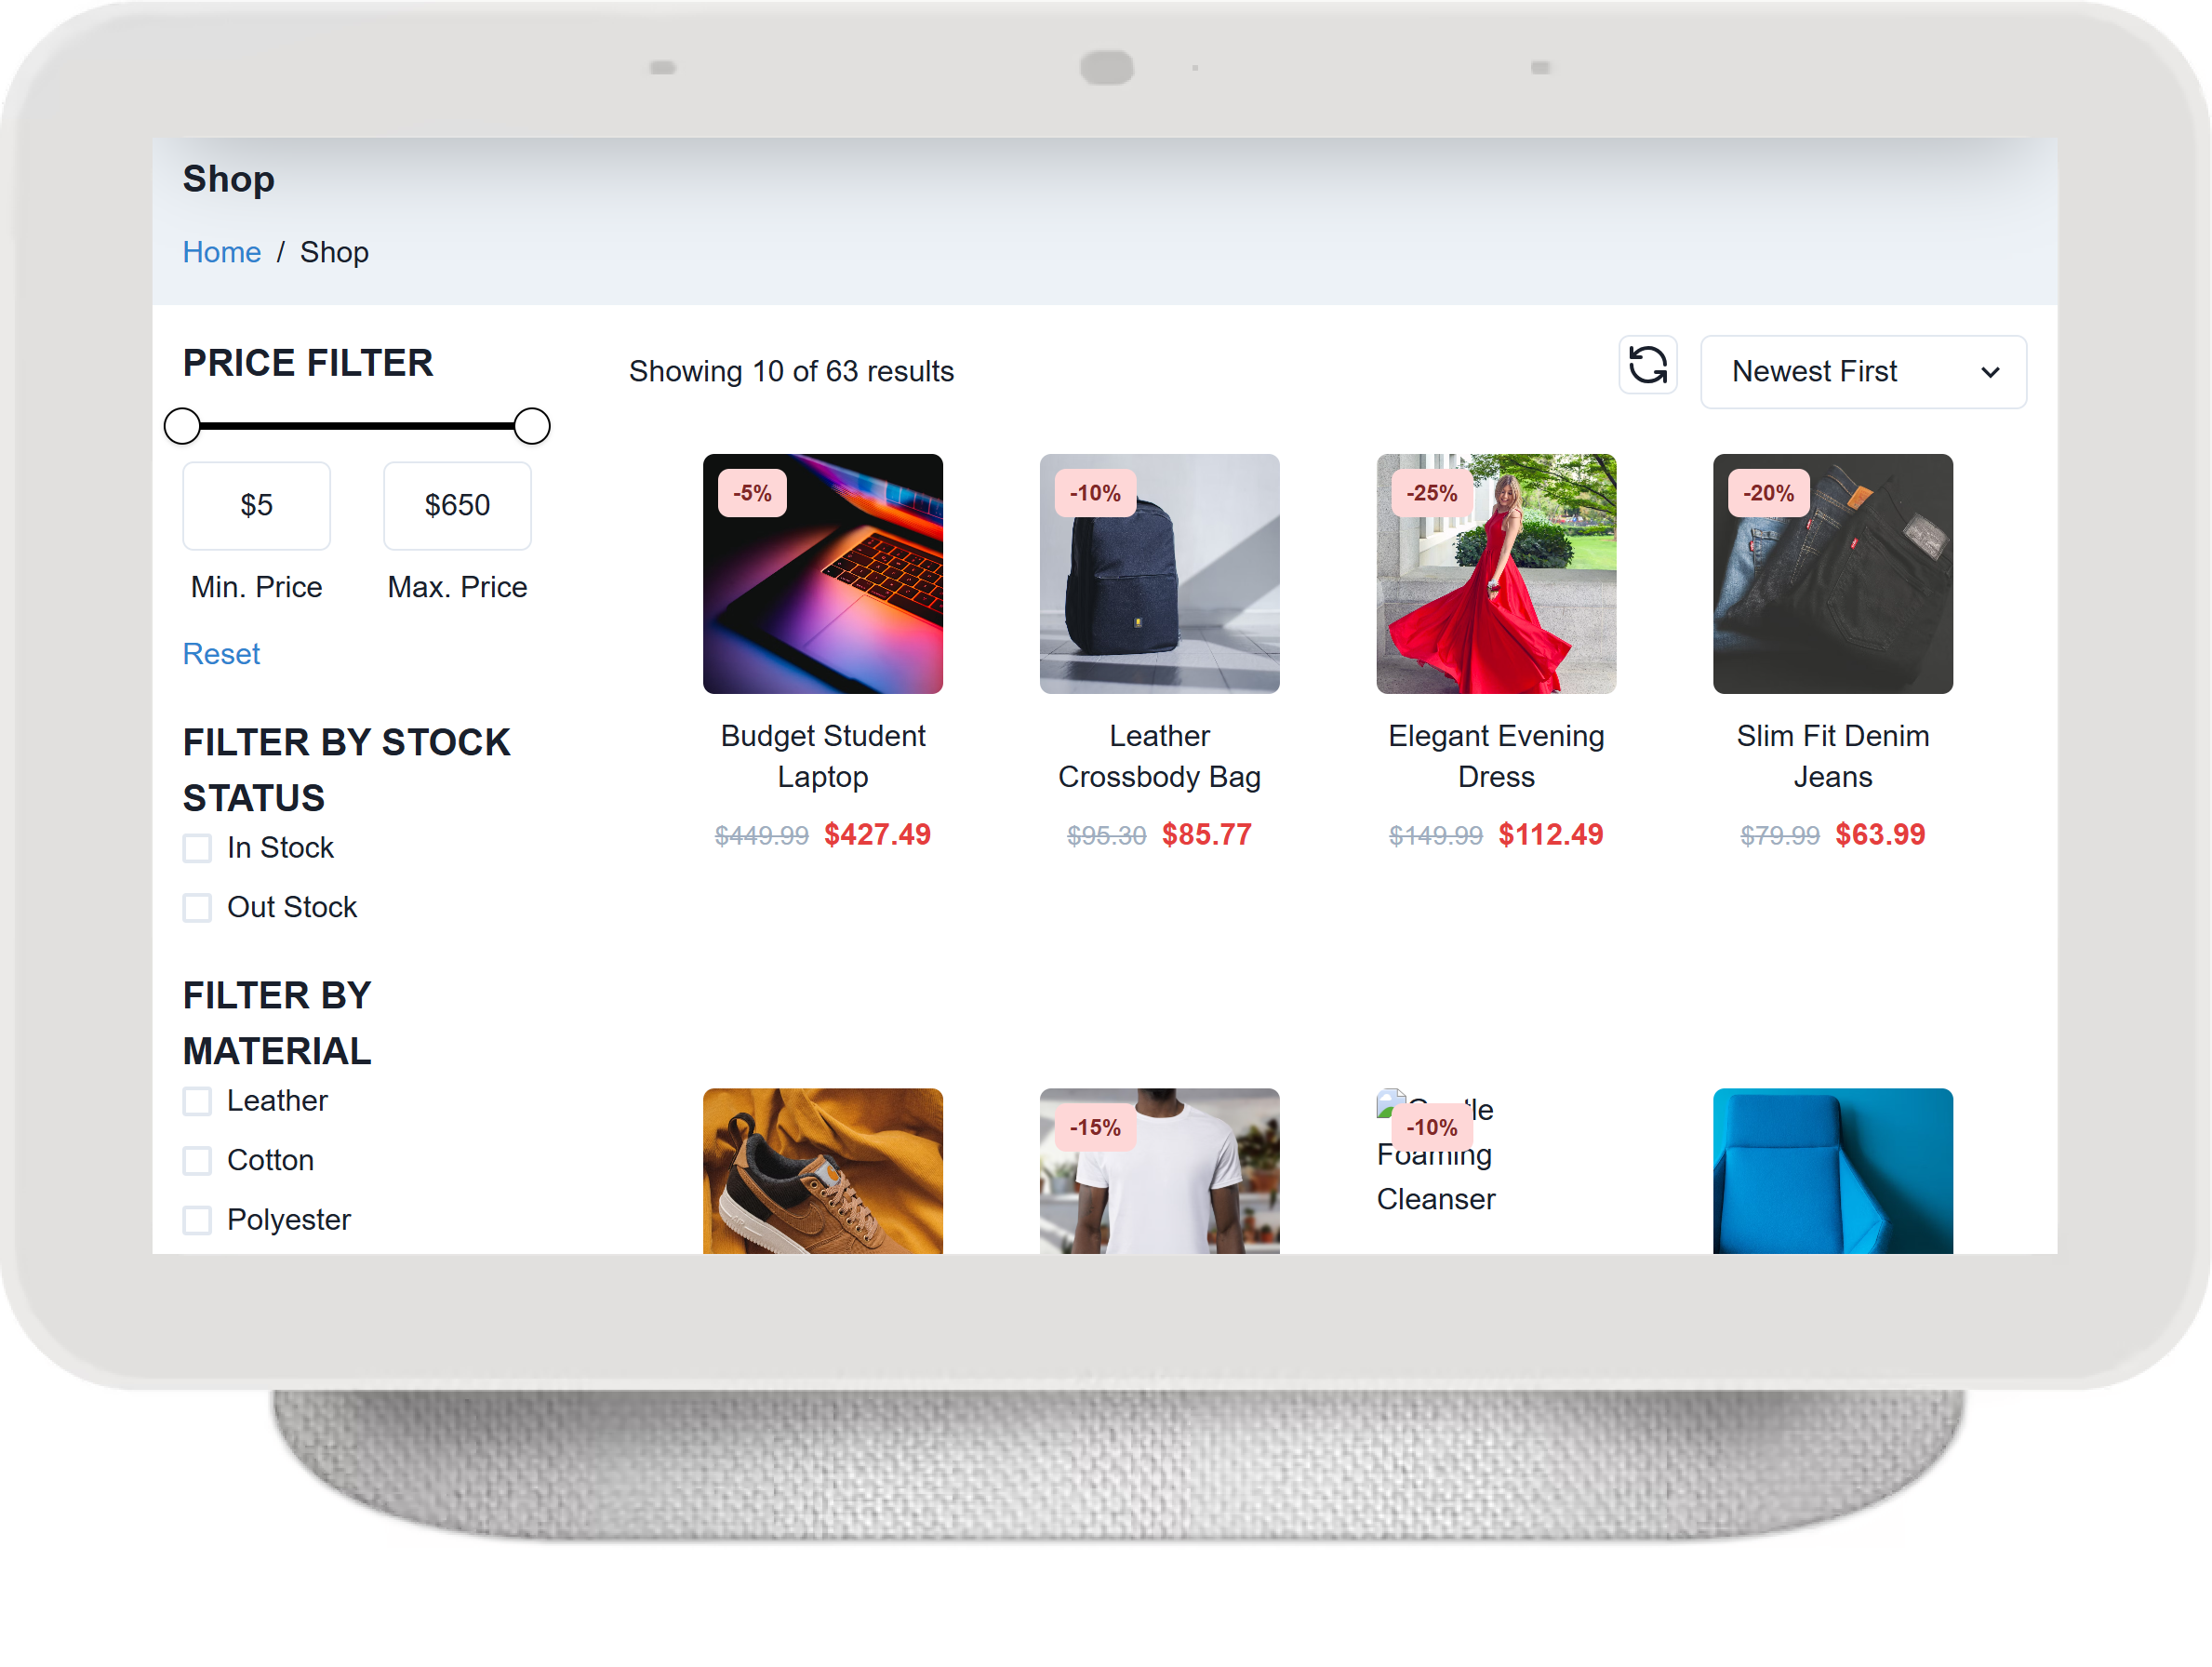 Shop
Home / Shop
PRICE FILTER
$5
$650
Min. Price
Max. Price
Reset
FILTER BY STOCK
STATUS
In Stock
Out Stock
FILTER BY
MATERIAL
Leather
Cotton
Polyester
Showing 10 of 63 results
Newest First
-5%
Budget Student
Laptop
$449.99 $427.49
-10%
Leather
Crossbody Bag
$95.30 $85.77
-25%
Elegant Evening
Dress
$149.99 $112.49
-20%
Slim Fit Denim
Jeans
$79.99 $63.99
-15%
-10%
Foaming
Cleanser